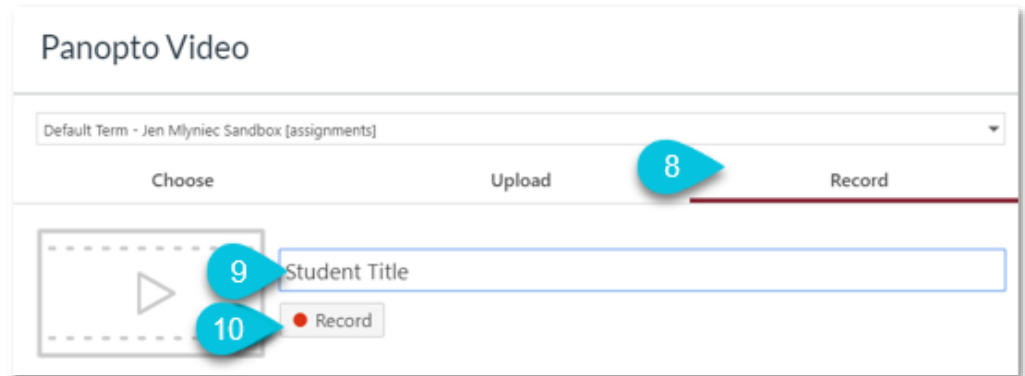 Panopto Video
Default Term - Jen Mlyniec Sandbox [assignments]
Choose Upload 8 Record
9 Student Title
10 Record